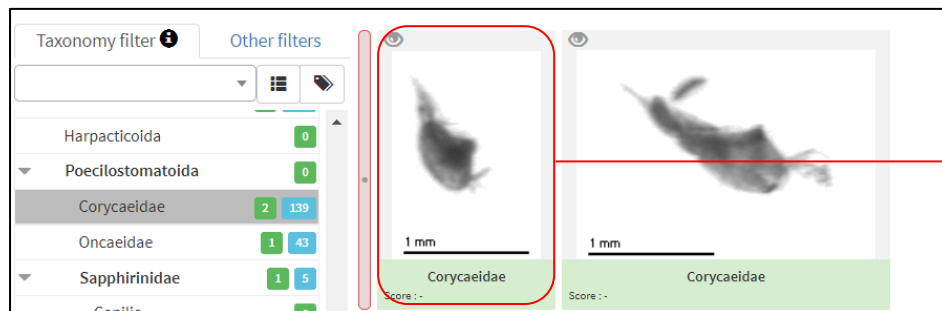 Taxonomy filter
Other filters
Harpacticoida 0
Poecilostomatoida 0
Corycaeidae 2 139
Oncaeidae 1 43
Sapphirinidae 1 5
1 mm
Corycaeidae
Score : -
1 mm
Corycaeidae
Score : -